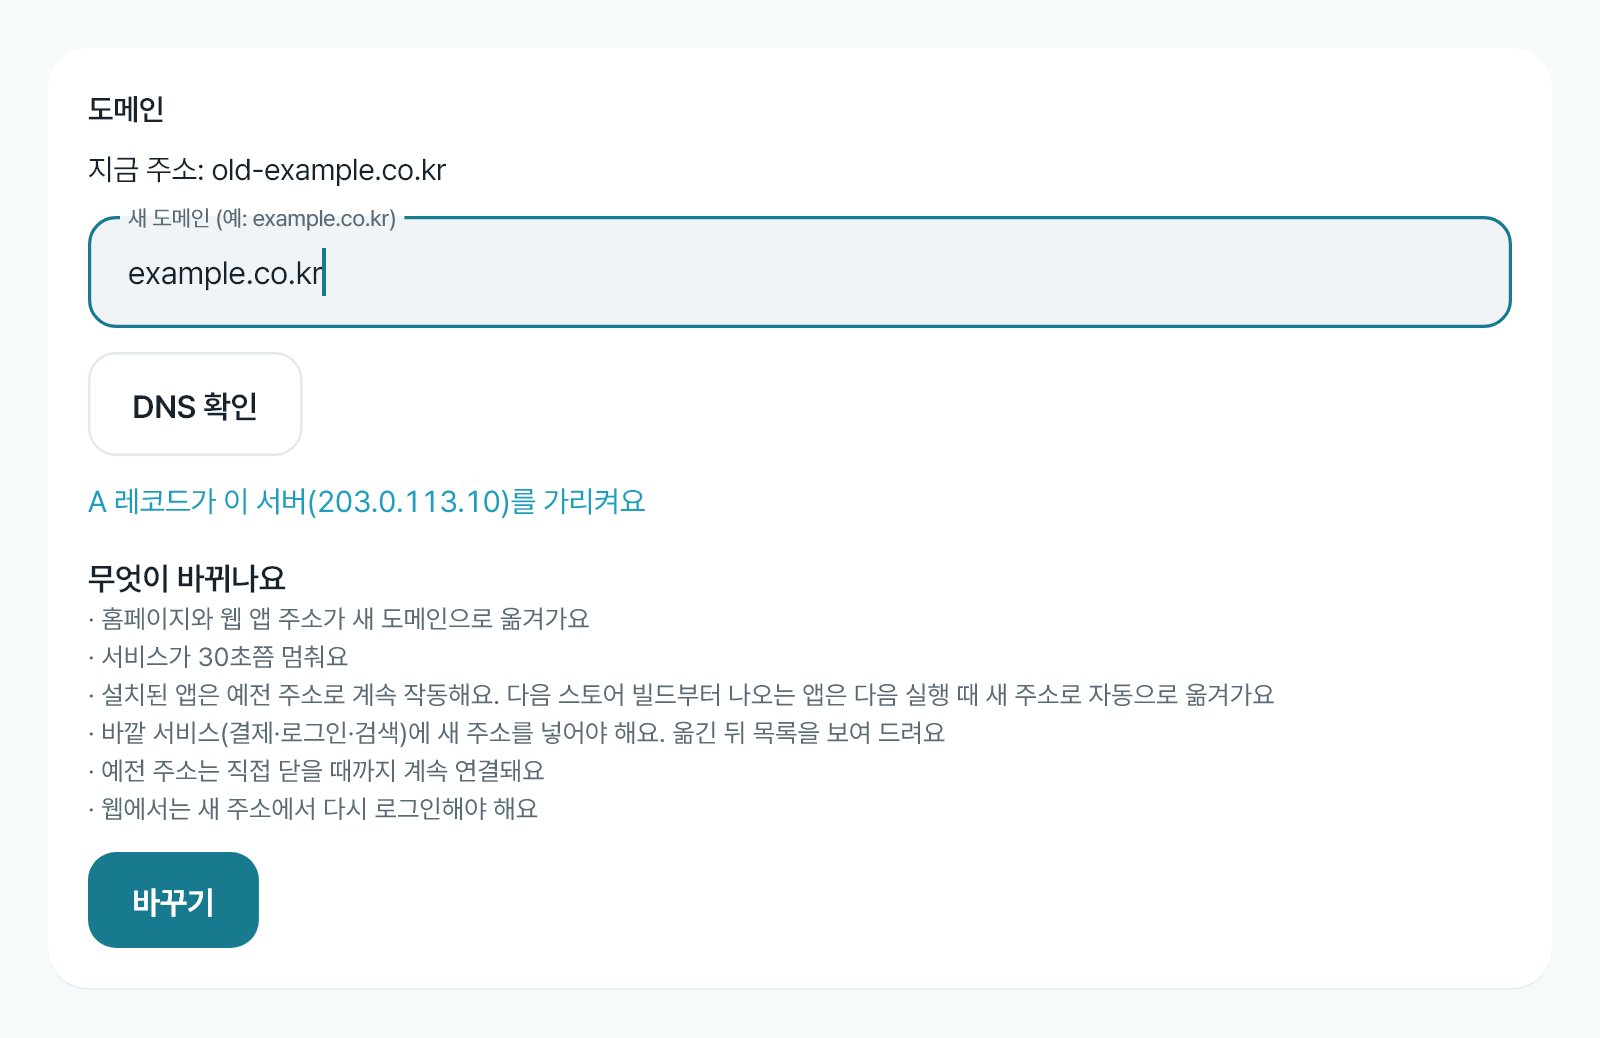 도메인
지금 주소: old-example.co.kr
새 도메인 (예: example.co.kr)
example.co.kr
DNS 확인
A 레코드가 이 서버(203.0.113.10)를 가리켜요
무엇이 바뀌나요
· 홈페이지와 웹 앱 주소가 새 도메인으로 옮겨가요
· 서비스가 30초쯤 멈춰요
· 설치된 앱은 예전 주소로 계속 작동해요. 다음 스토어 빌드부터 나오는 앱은 다음 실행 때 새 주소로 자동으로 옮겨가요
· 바깥 서비스(결제·로그인·검색)에 새 주소를 넣어야 해요. 옮긴 뒤 목록을 보여 드려요
· 예전 주소는 직접 닫을 때까지 계속 연결돼요
· 웹에서는 새 주소에서 다시 로그인해야 해요
바꾸기